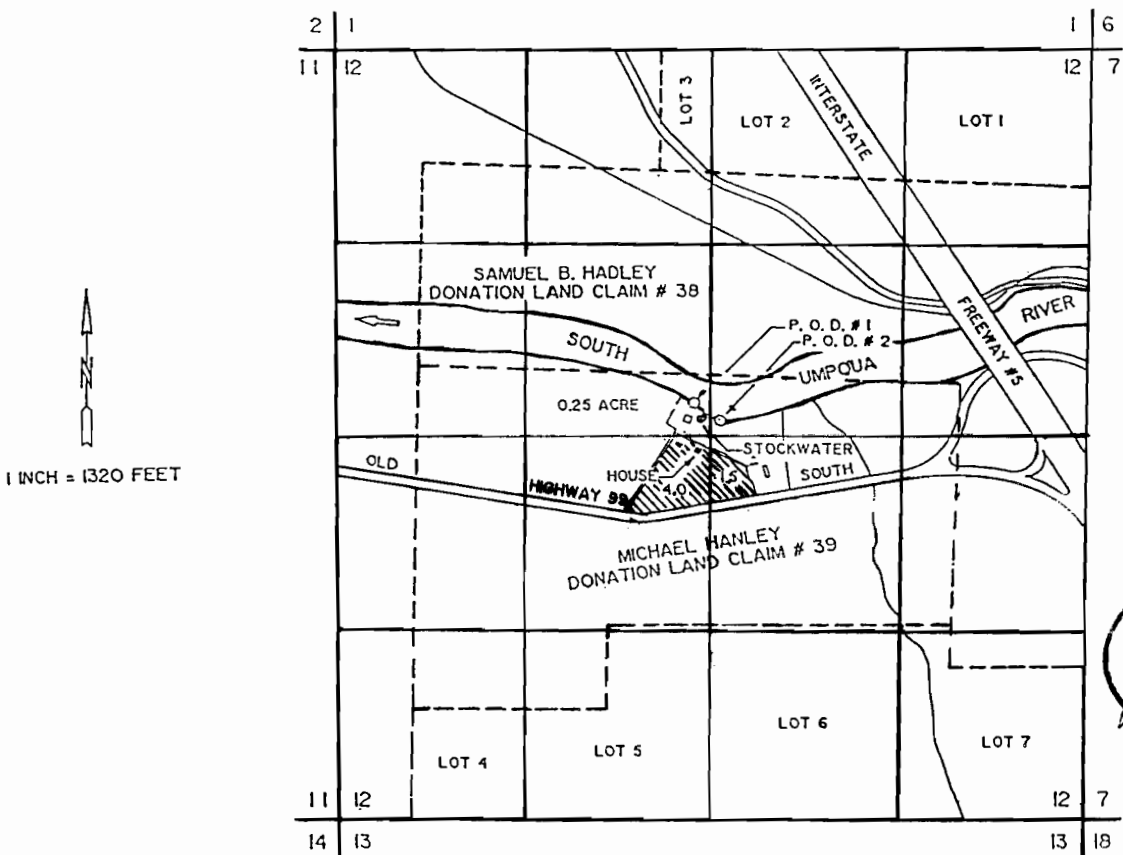 2 1
1 6
11 12
12 7
LOT 3
LOT 2
INTERSTATE
LOT 1
SAMUEL B. HADLEY
DONATION LAND CLAIM # 38
FREEWAY #5
RIVER
P. O. D. # 1
P. O. D. # 2
SOUTH
UMPQUA
N
0.25 ACRE
STOCKWATER
1 INCH = 1320 FEET
OLD
HOUSE
SOUTH
HIGHWAY 99
4.0
1.5
MICHAEL HANLEY
DONATION LAND CLAIM # 39
LOT 6
LOT 5
LOT 7
LOT 4
11 12
12 7
14 13
13 18